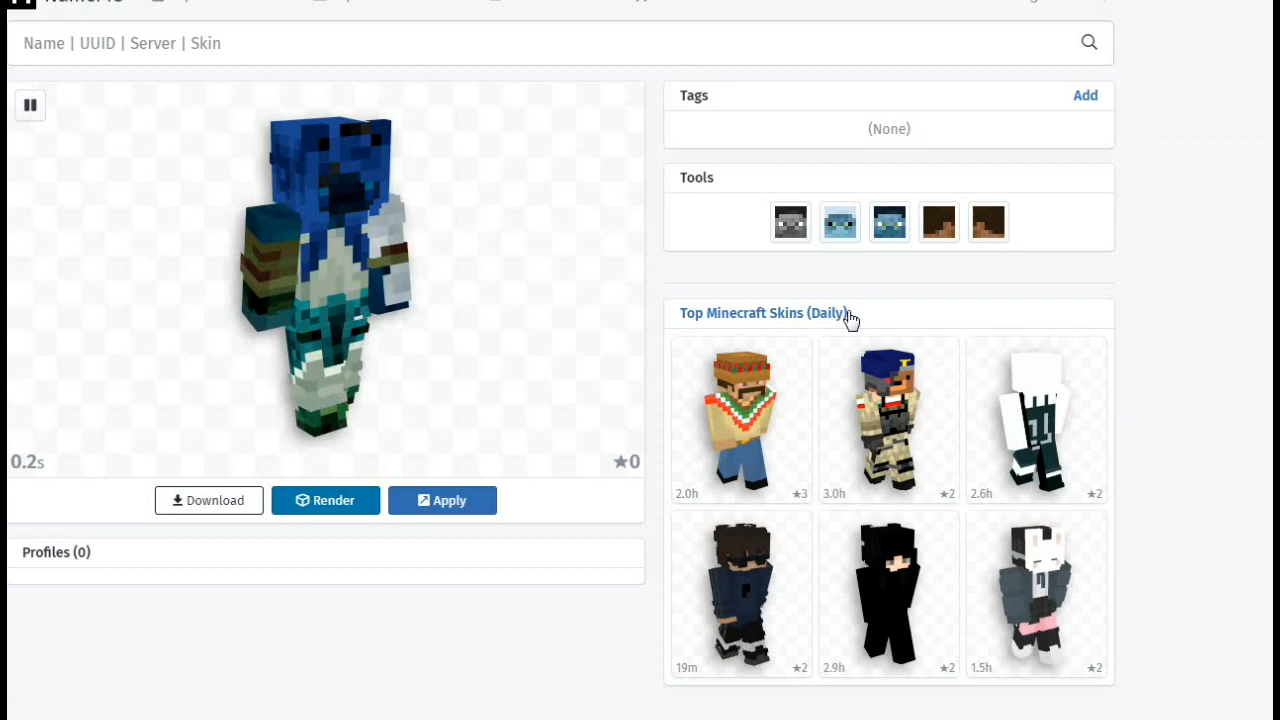 Name | UUID | Server | Skin
Tags
Add
(None)
Tools
Top Minecraft Skins (Daily)
0.2s
★0
Download
Render
Apply
Profiles (0)
2.0h
★3
3.0h
★2
2.6h
★2
19m
★2
2.9h
★2
1.5h
★2